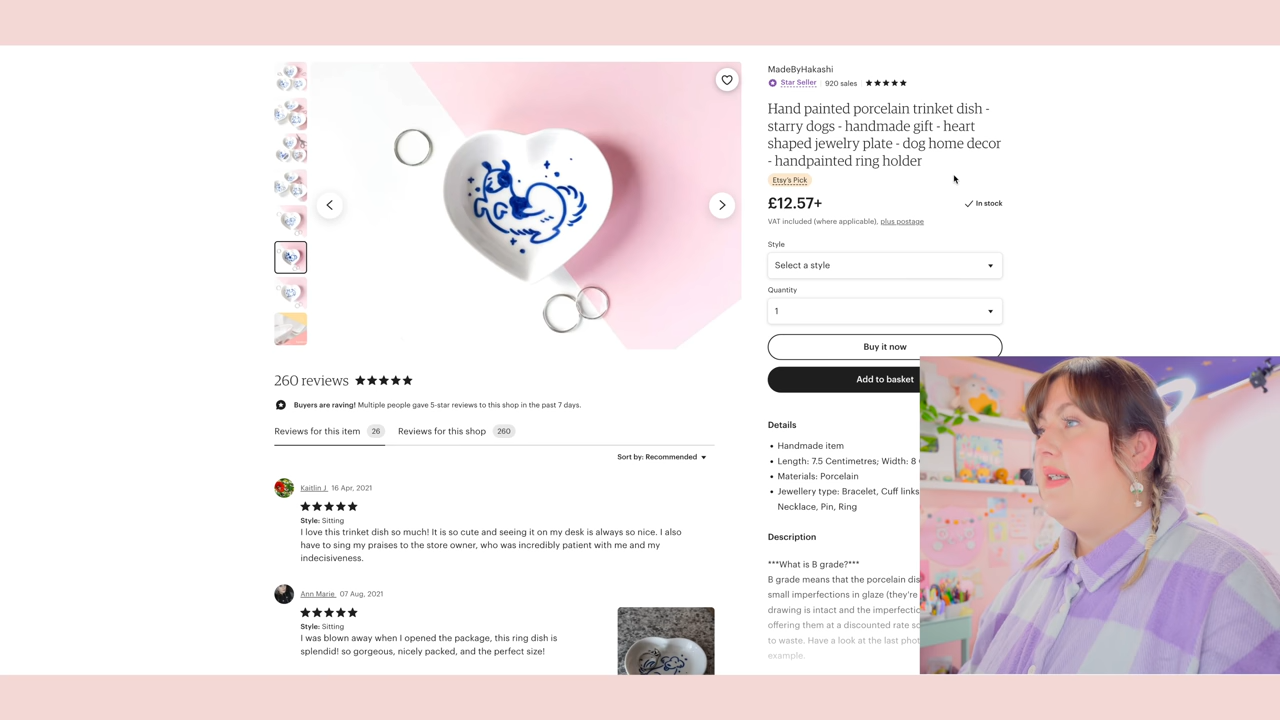 MadeByHakashi
Star Seller
920 sales
Hand painted porcelain trinket dish -
starry dogs - handmade gift - heart
shaped jewelry plate - dog home decor
- handpainted ring holder
Etsy's Pick
£12.57+
In stock
VAT included (where applicable), plus postage
Style
Select a style
Quantity
1
Buy it now
Add to basket
260 reviews
Buyers are raving! Multiple people gave 5-star reviews to this shop in the past 7 days.
Reviews for this item 26
Reviews for this shop 260
Sort by: Recommended
Kaitlin J 16 Apr, 2021
Style: Sitting
I love this trinket dish so much! It is so cute and seeing it on my desk is always so nice. I also
have to sing my praises to the store owner, who was incredibly patient with me and my
indecisiveness.
Ann Marie 07 Aug, 2021
Style: Sitting
I was blown away when I opened the package, this ring dish is
splendid! so gorgeous, nicely packed, and the perfect size!
Details
Handmade item
Length: 7.5 Centimetres; Width: 8
Materials: Porcelain
Jewellery type: Bracelet, Cuff links
Necklace, Pin, Ring
Description
***What is B grade?***
B grade means that the porcelain
small imperfections in glaze (they're
drawing is intact and the
offering them at a discounted rate
to waste. Have a look at the last
example.